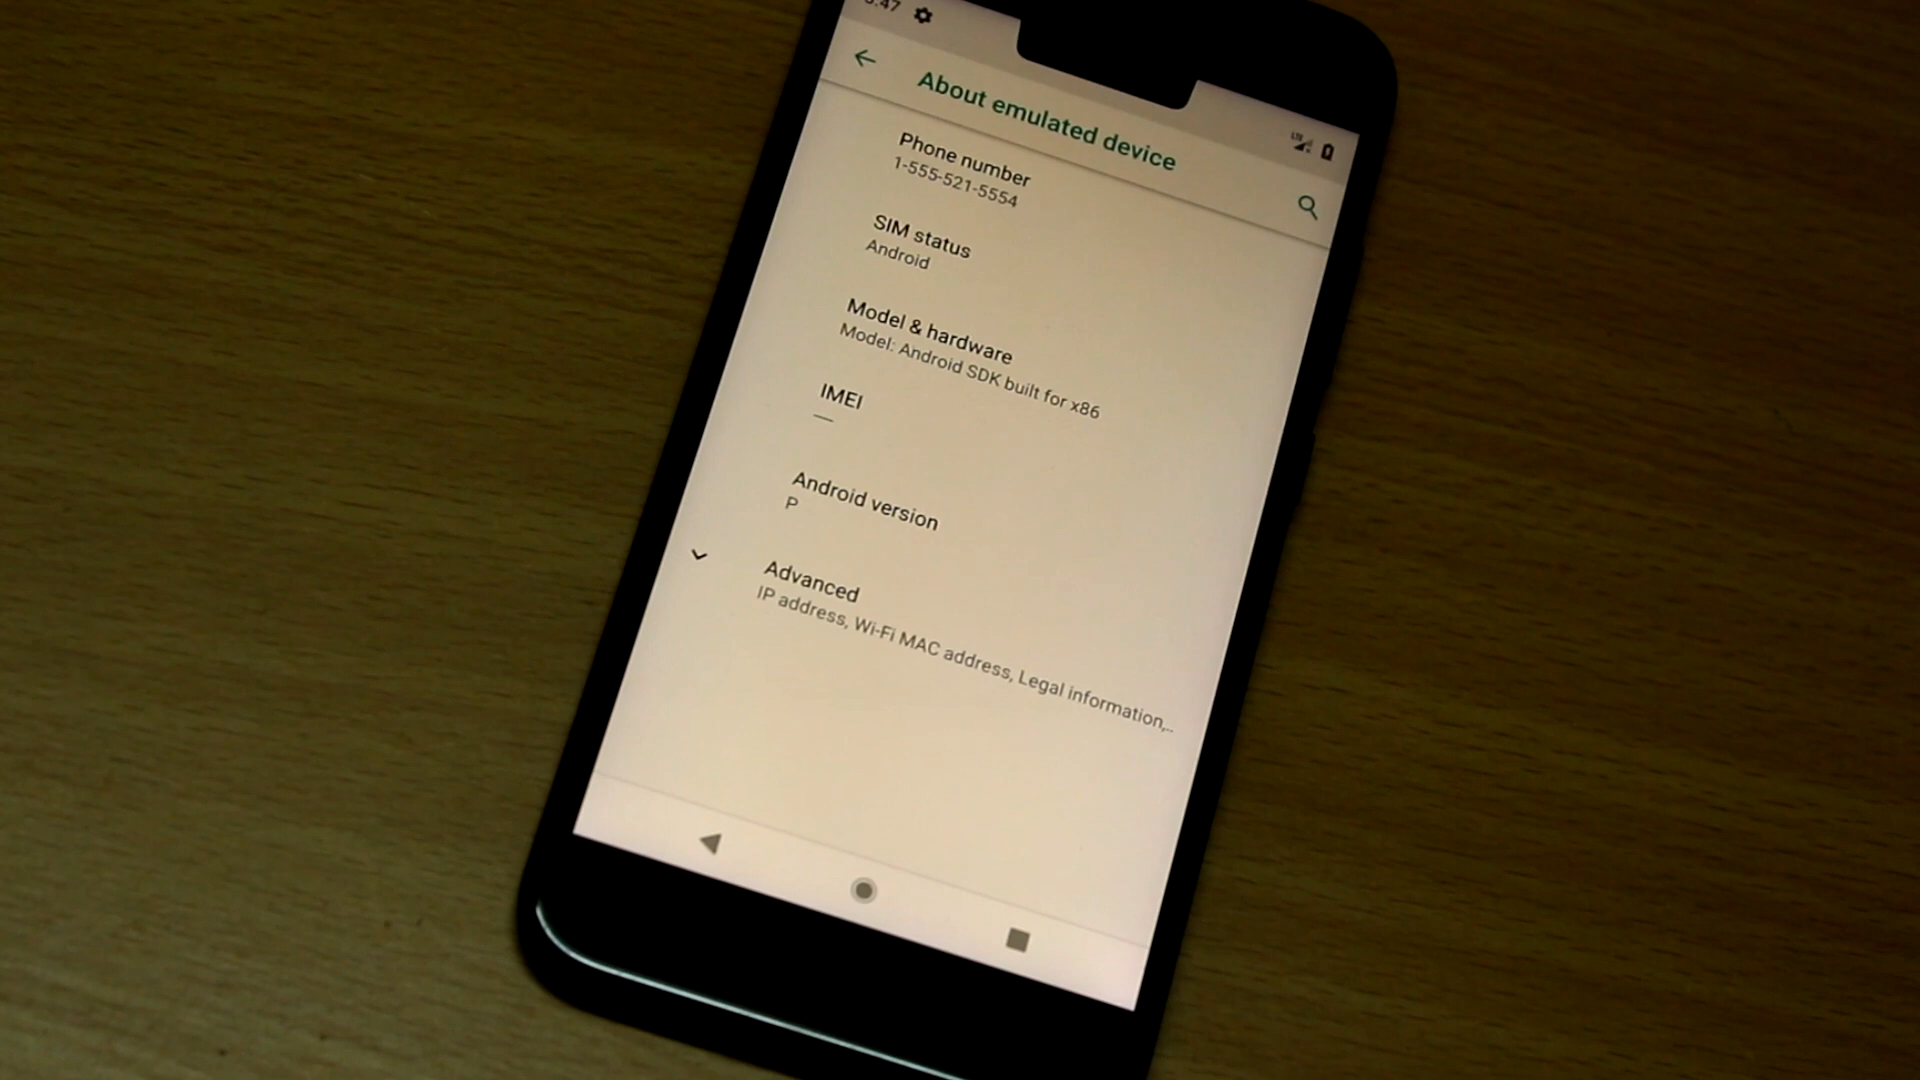 About emulated device
Phone number
1-555-521-5554
SIM status
Android
Model & hardware
Model: Android SDK built for x86
IMEI
—
Android version
P
Advanced
IP address, Wi-Fi MAC address, Legal information,..
LTE